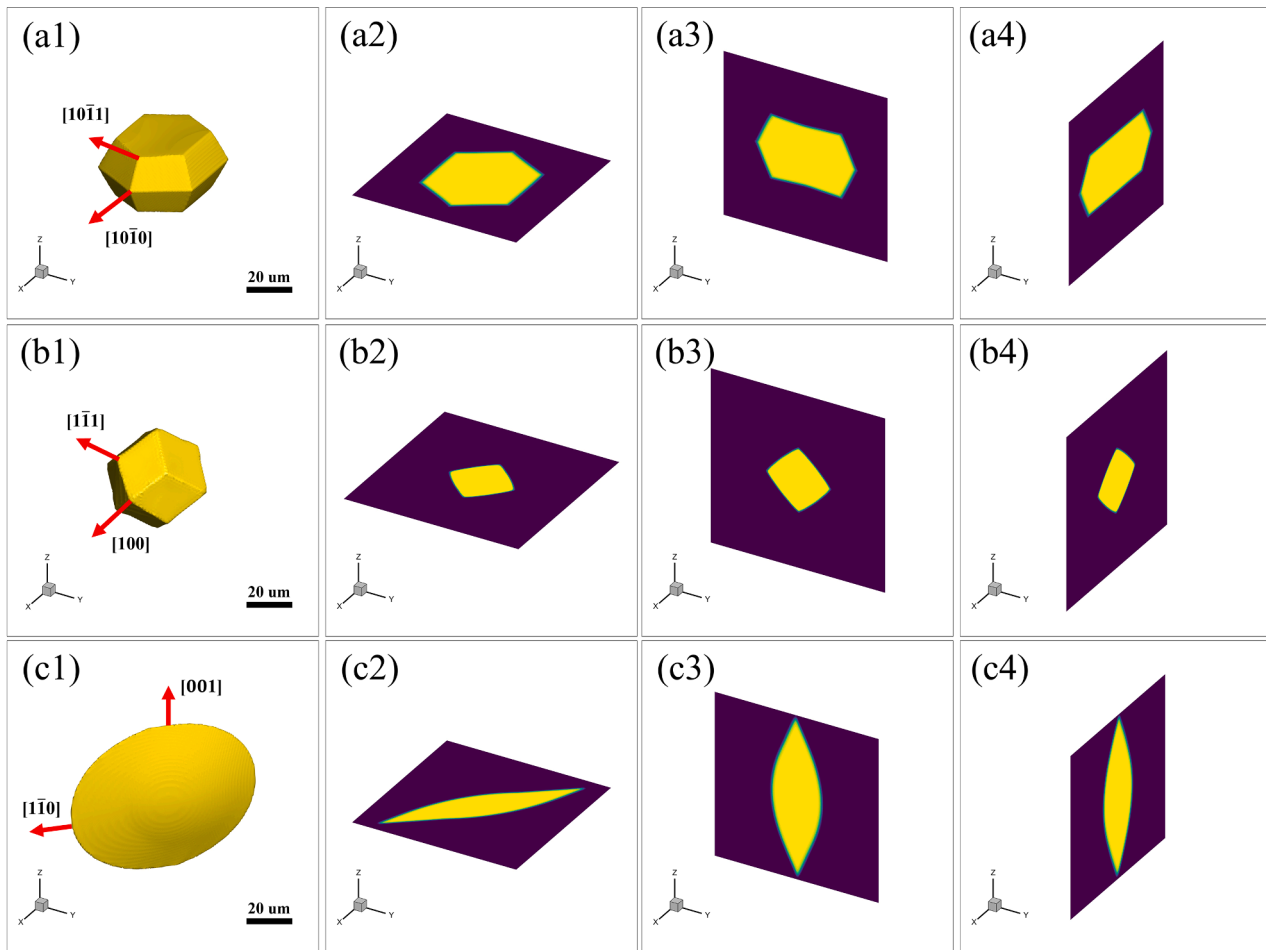 (a1)
(a2)
(a3)
(a4)
[101̅1]
[101̅0]
Z
X
Y
20 um
Z
X
Y
Z
X
Y
Z
X
Y
(b1)
(b2)
(b3)
(b4)
[11̅1]
[100]
Z
X
Y
20 um
Z
X
Y
Z
X
Y
Z
X
Y
(c1)
(c2)
(c3)
(c4)
[001]
[11̅0]
Z
X
Y
20 um
Z
X
Y
Z
X
Y
Z
X
Y